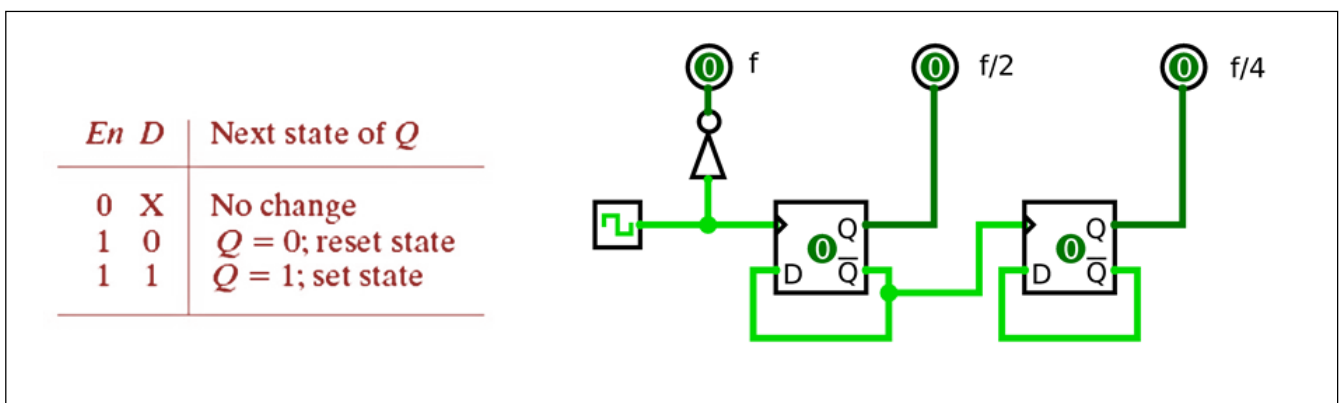 En D Next state of Q
0 X No change
1 0 Q = 0; reset state
1 1 Q = 1; set state
0 f
0 f/2
0 f/4
Q
0
D Q̅
Q
0
D Q̅